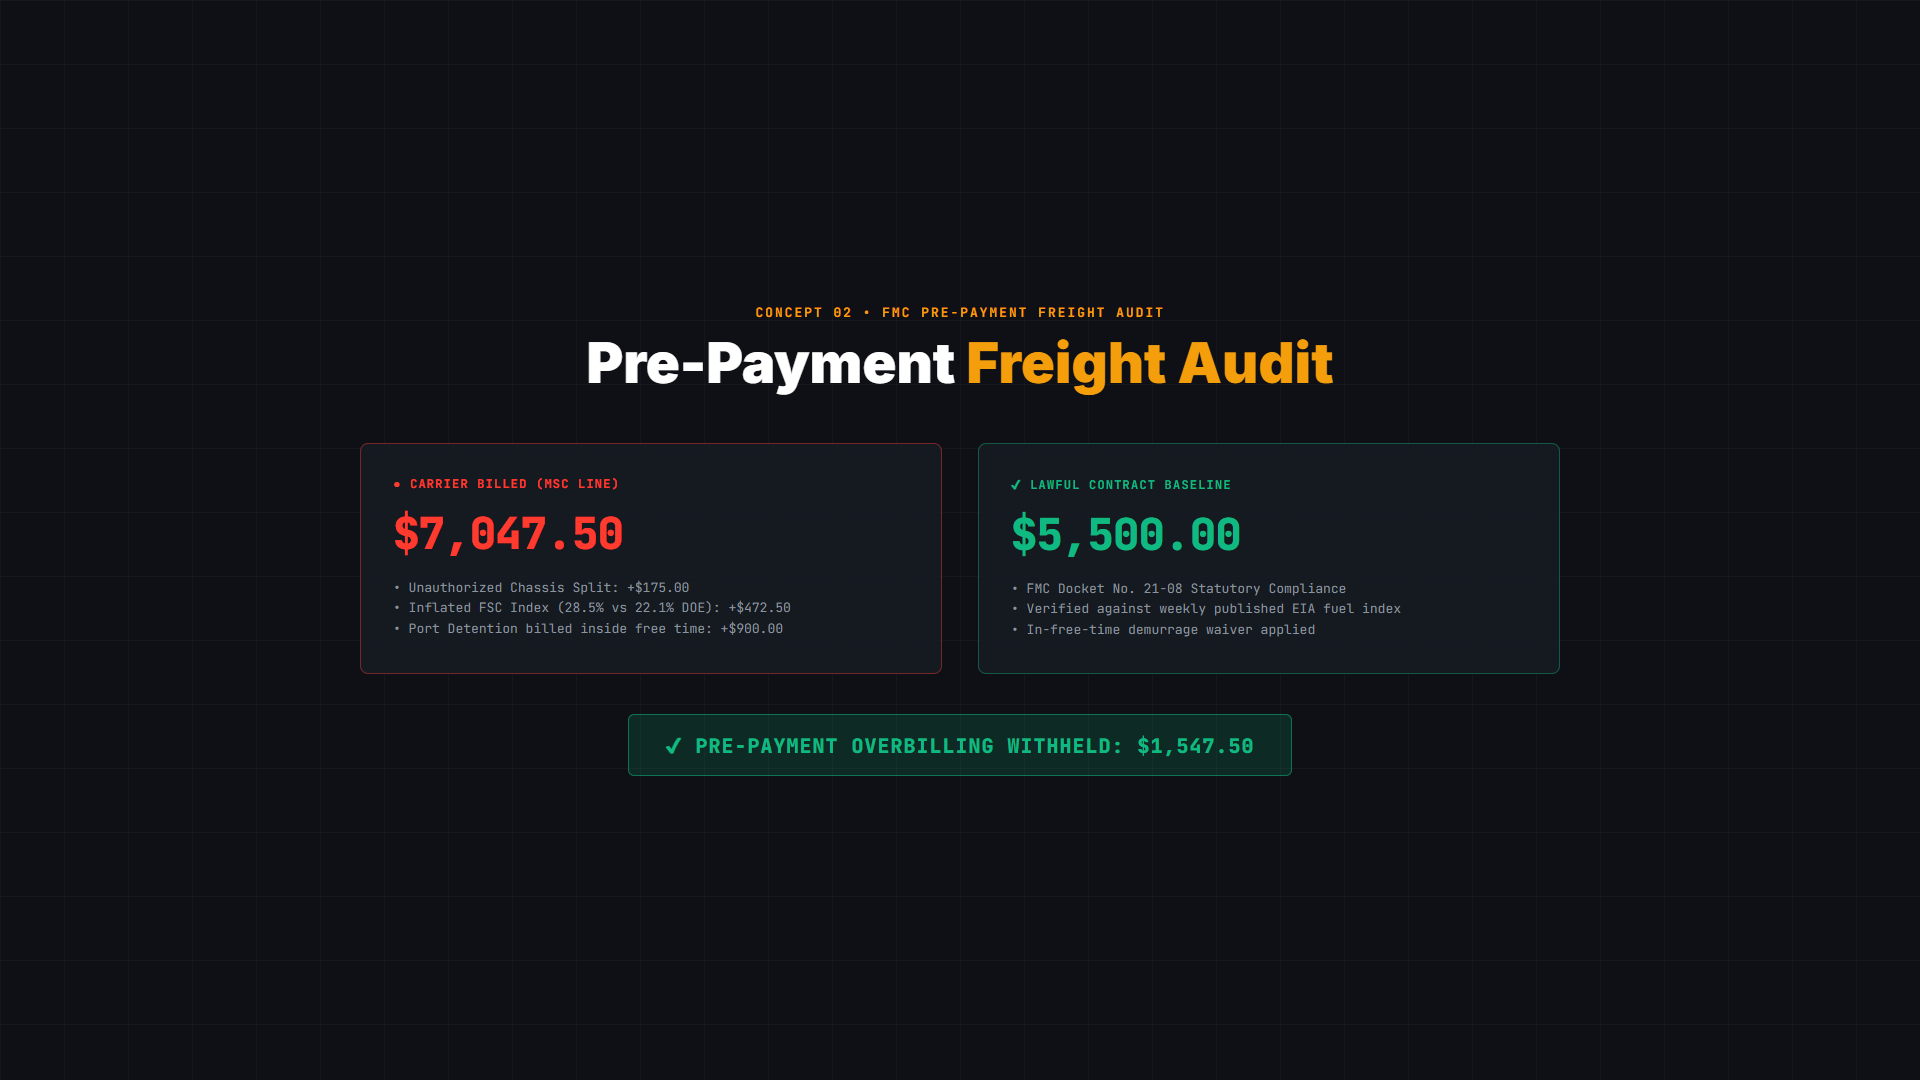 CONCEPT 02 • FMC PRE-PAYMENT FREIGHT AUDIT
Pre-Payment Freight Audit
● CARRIER BILLED (MSC LINE)
$7,047.50
• Unauthorized Chassis Split: +$175.00
• Inflated FSC Index (28.5% vs 22.1% DOE): +$472.50
• Port Detention billed inside free time: +$900.00
✔ LAWFUL CONTRACT BASELINE
$5,500.00
• FMC Docket No. 21-08 Statutory Compliance
• Verified against weekly published EIA fuel index
• In-free-time demurrage waiver applied
✔ PRE-PAYMENT OVERBILLING WITHHELD: $1,547.50